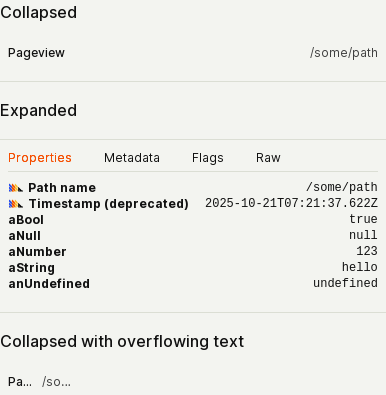 Collapsed
Pageview /some/path
Expanded
Properties Metadata Flags Raw
Path name /some/path
Timestamp (deprecated) 2025-10-21T07:21:37.622Z
aBool true
aNull null
aNumber 123
aString hello
anUndefined undefined
Collapsed with overflowing text
Pa... /so...